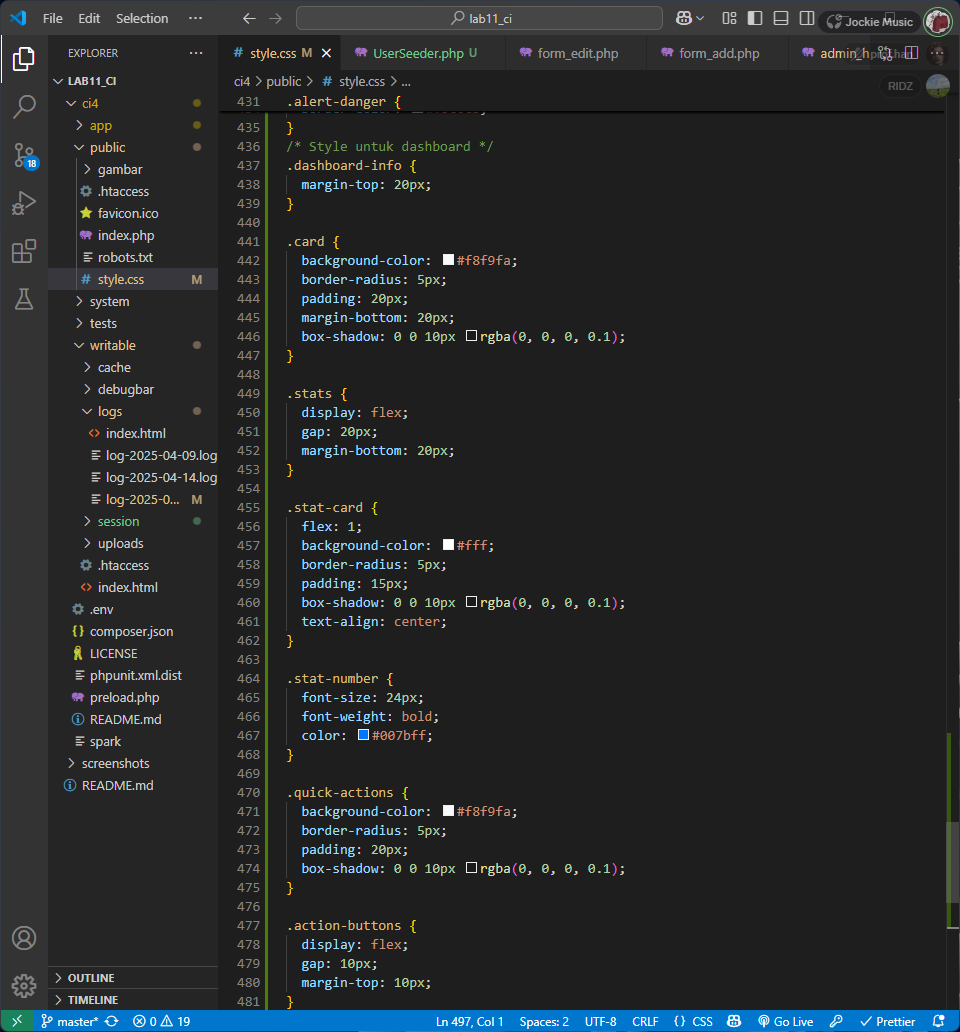 File Edit Selection ··· lab11_ci Jockie Music
EXPLORER ···
# style.css M × UserSeeder.php U form_edit.php form_add.php admin_h
LAB11_CI
ci4
app
public
gambar
.htaccess
favicon.ico
index.php
robots.txt
# style.css M
system
tests
writable
cache
debugbar
logs
<> index.html
log-2025-04-09.log
log-2025-04-14.log
log-2025-0... M
session
uploads
.htaccess
<> index.html
.env
{} composer.json
LICENSE
phpunit.xml.dist
preload.php
README.md
spark
screenshots
README.md
OUTLINE
TIMELINE
18
RIDZ
ci4 > public > # style.css > ...
431 .alert-danger {
435 }
436 /* Style untuk dashboard */
437 .dashboard-info {
438 margin-top: 20px;
439 }
440
441 .card {
442 background-color: #f8f9fa;
443 border-radius: 5px;
444 padding: 20px;
445 margin-bottom: 20px;
446 box-shadow: 0 0 10px rgba(0, 0, 0, 0.1);
447 }
448
449 .stats {
450 display: flex;
451 gap: 20px;
452 margin-bottom: 20px;
453 }
454
455 .stat-card {
456 flex: 1;
457 background-color: #fff;
458 border-radius: 5px;
459 padding: 15px;
460 box-shadow: 0 0 10px rgba(0, 0, 0, 0.1);
461 text-align: center;
462 }
463
464 .stat-number {
465 font-size: 24px;
466 font-weight: bold;
467 color: #007bff;
468 }
469
470 .quick-actions {
471 background-color: #f8f9fa;
472 border-radius: 5px;
473 padding: 20px;
474 box-shadow: 0 0 10px rgba(0, 0, 0, 0.1);
475 }
476
477 .action-buttons {
478 display: flex;
479 gap: 10px;
480 margin-top: 10px;
481 }
master* 0 19 Ln 497, Col 1 Spaces: 2 UTF-8 CRLF {} CSS Go Live Prettier